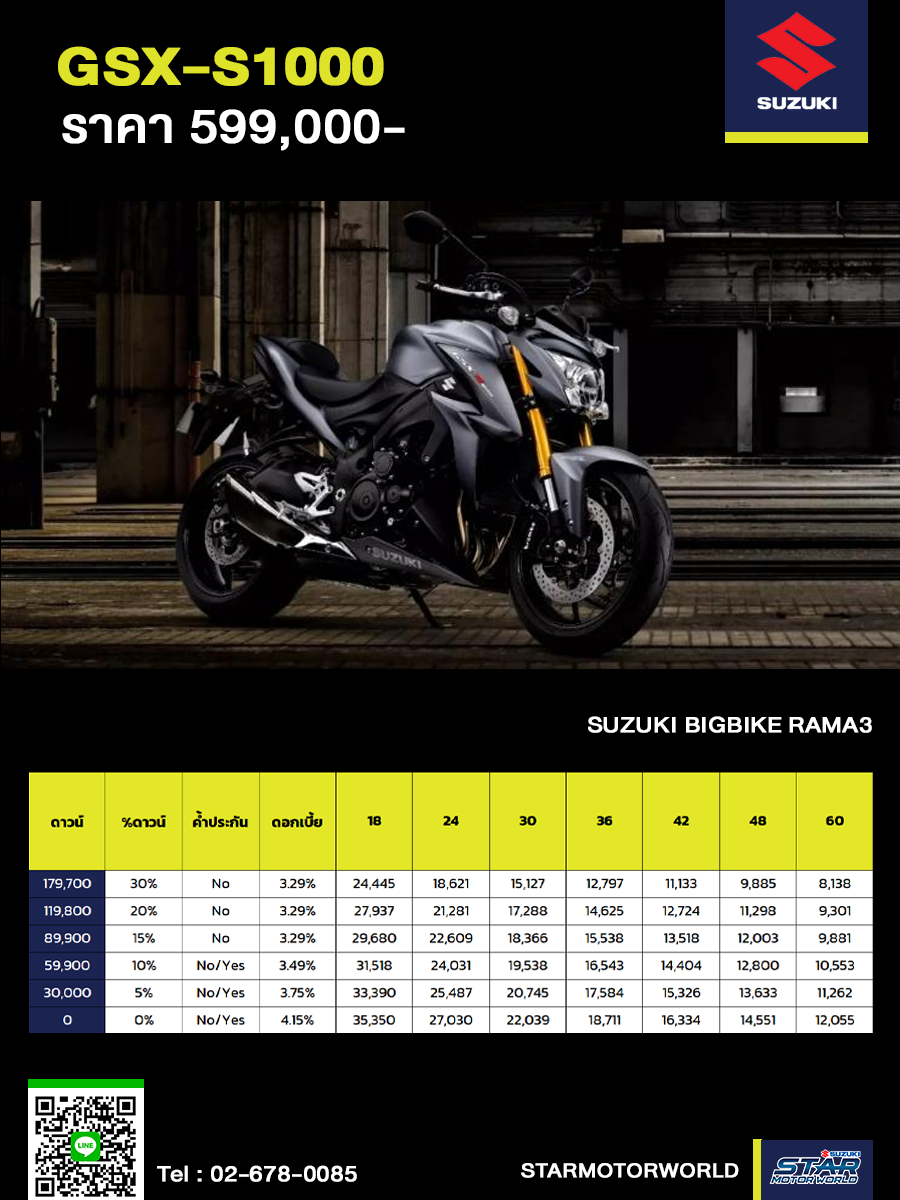 GSX-S1000
ราคา 599,000-
SUZUKI
SUZUKI
SUZUKI BIGBIKE RAMA3
ดาวน์ %ดาวน์ ค้ำประกัน ดอกเบี้ย 18 24 30 36 42 48 60
179,700 30% No 3.29% 24,445 18,621 15,127 12,797 11,133 9,885 8,138
119,800 20% No 3.29% 27,937 21,281 17,288 14,625 12,724 11,298 9,301
89,900 15% No 3.29% 29,680 22,609 18,366 15,538 13,518 12,003 9,881
59,900 10% No/Yes 3.49% 31,518 24,031 19,538 16,543 14,404 12,800 10,553
30,000 5% No/Yes 3.75% 33,390 25,487 20,745 17,584 15,326 13,633 11,262
0 0% No/Yes 4.15% 35,350 27,030 22,039 18,711 16,334 14,551 12,055
LINE
Tel : 02-678-0085
STARMOTORWORLD
SUZUKI
STAR
MOTOR WORLD